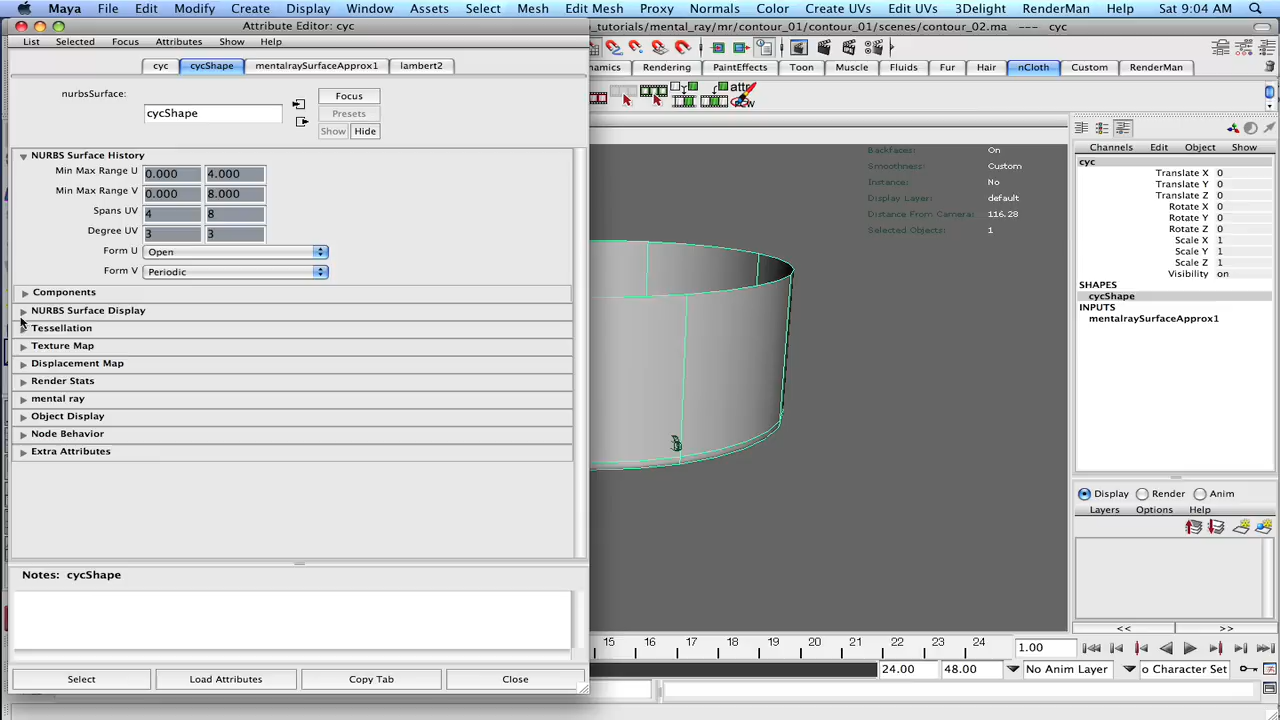 Maya File Edit Modify Create Display Window Assets Select Mesh Edit Mesh Proxy Normals Color Create UVs Edit UVs 3Delight RenderMan Help Sat 9:04 AM
Attribute Editor: cyc
_tutorials/mental_ray/mr/contour_01/scenes/contour_02.ma --- cyc
List Selected Focus Attributes Show Help
cyc cycShape mentalraySurfaceApprox1 lambert2
namics Rendering PaintEffects Toon Muscle Fluids Fur Hair nCloth Custom RenderMan
nurbsSurface:
cycShape
Focus
Presets
Show Hide
attr
NURBS Surface History
Min Max Range U 0.000 4.000
Min Max Range V 0.000 8.000
Spans UV 4 8
Degree UV 3 3
Form U Open
Form V Periodic
Components
NURBS Surface Display
Tessellation
Texture Map
Displacement Map
Render Stats
mental ray
Object Display
Node Behavior
Extra Attributes
Notes: cycShape
Select Load Attributes Copy Tab Close
Backfaces: On
Smoothness: Custom
Instance: No
Display Layer: default
Distance From Camera: 116.28
Selected Objects: 1
Channels Edit Object Show
cyc
Translate X 0
Translate Y 0
Translate Z 0
Rotate X 0
Rotate Y 0
Rotate Z 0
Scale X 1
Scale Y 1
Scale Z 1
Visibility on
SHAPES
cycShape
INPUTS
mentalraySurfaceApprox1
Display Render Anim
Layers Options Help
<< >>
15 16 17 18 19 20 21 22 23 24
1.00
24.00 48.00 No Anim Layer o Character Set